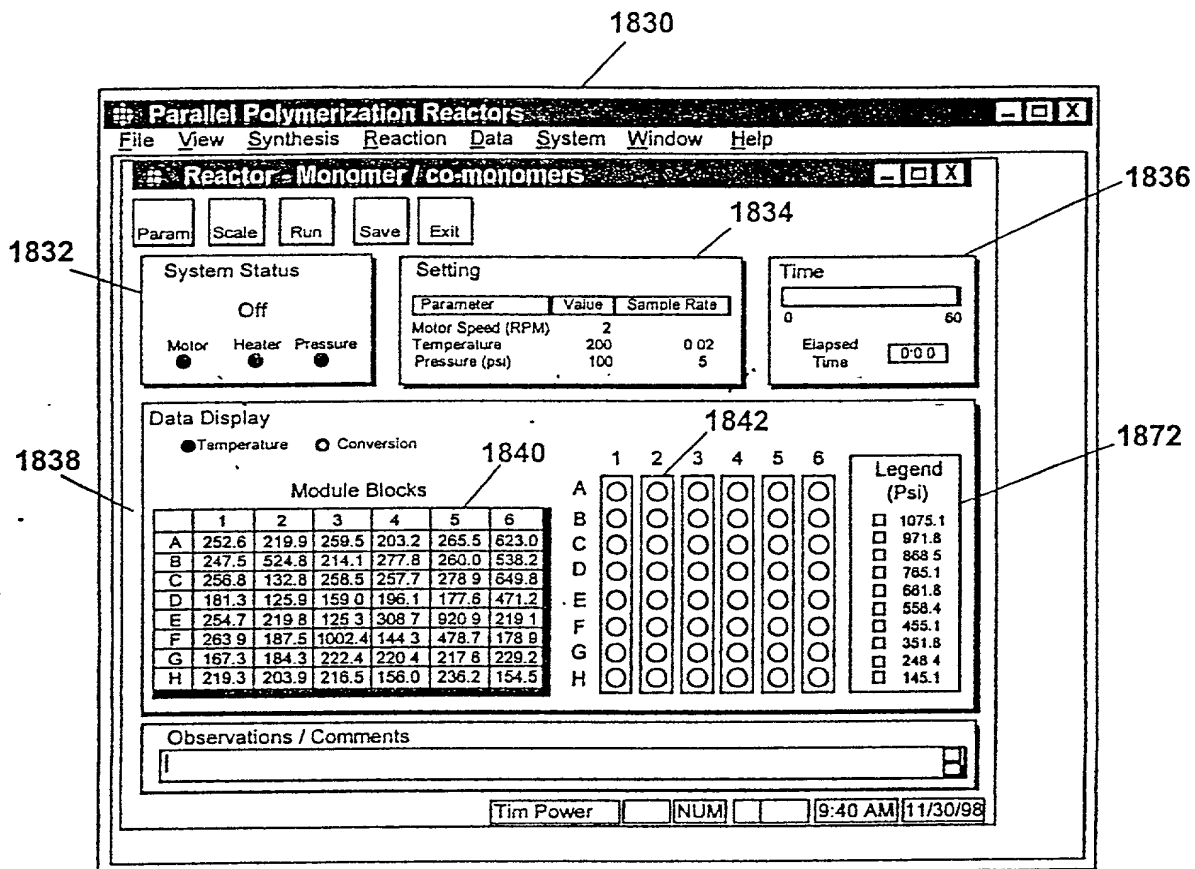 1830
Parallel Polymerization Reactors
File View Synthesis Reaction Data System Window Help
Reactor - Monomer / co-monomers
1836
Param Scale Run Save Exit
1834
1832
System Status
Off
Motor Heater Pressure
Setting
Parameter Value Sample Rate
Motor Speed (RPM) 2
Temperature 200 0 02
Pressure (psi) 100 5
Time
0 60
Elapsed Time 0:0 0
Data Display
Temperature Conversion
1838
1840
1842
1872
Module Blocks
1 2 3 4 5 6
A 252.6 219.9 259.5 203.2 265.5 623.0
B 247.5 524.8 214.1 277.8 260.0 538.2
C 256.8 132.8 258.5 257.7 278 9 649.8
D 181.3 125.9 159 0 196.1 177.6 471.2
E 254.7 219 8 125 3 308 7 920 9 219 1
F 263 9 187.5 1002.4 144 3 478.7 178 9
G 167.3 184.3 222.4 220 4 217 8 229.2
H 219.3 203.9 216.5 156.0 236.2 154.5
1 2 3 4 5 6
A
B
C
D
E
F
G
H
Legend
(Psi)
1075.1
971.8
868 5
765.1
661.8
558.4
455.1
351.8
248 4
145.1
Observations / Comments
Tim Power NUM 9:40 AM 11/30/98